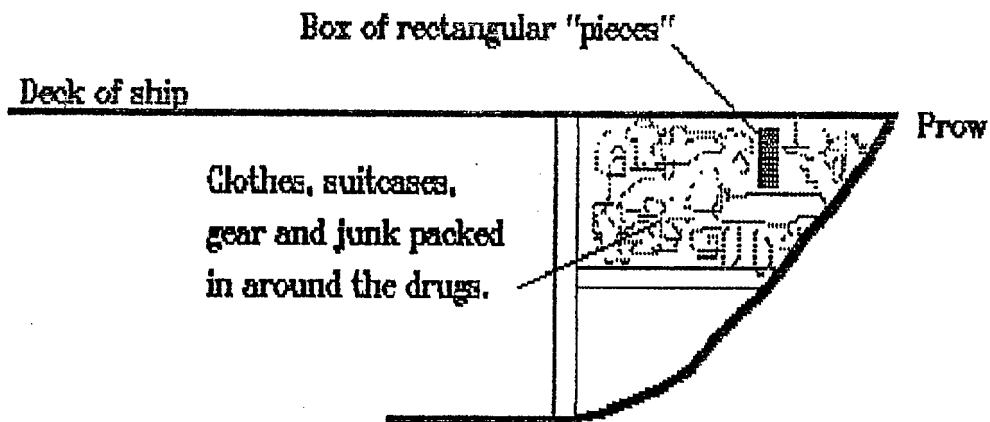 Box of rectangular "pieces"
Deck of ship
Prow
Clothes, suitcases,
gear and junk packed
in around the drugs.